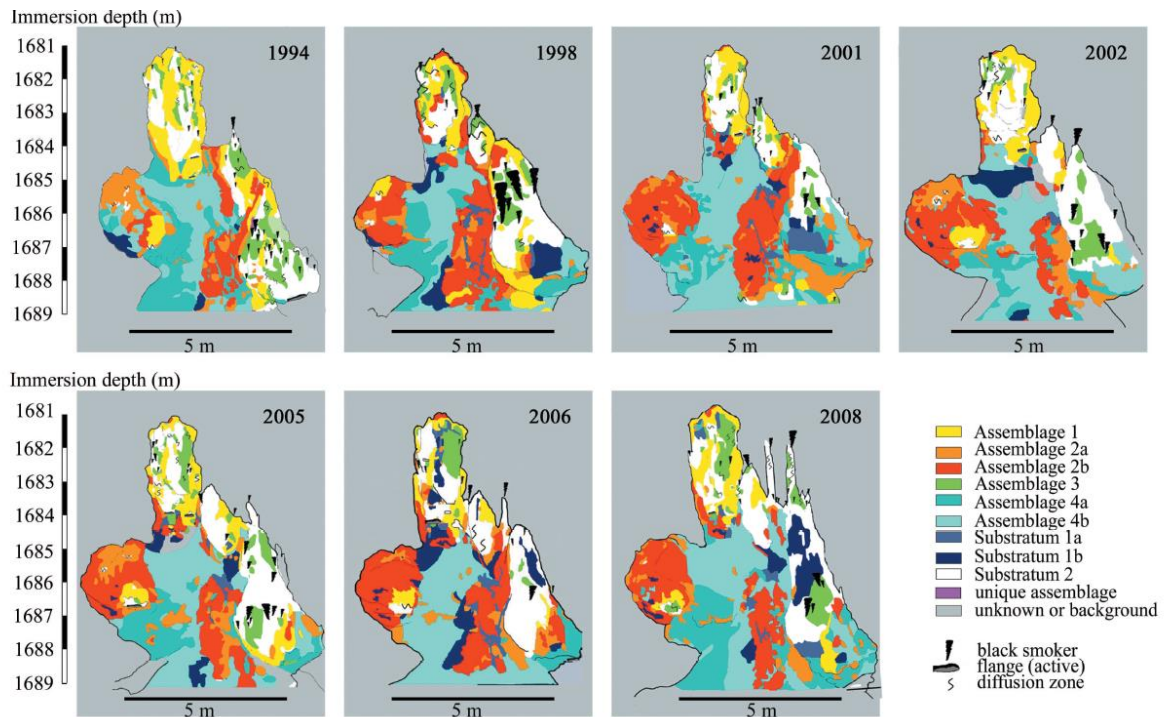 Immersion depth (m)
1681
1682
1683
1684
1685
1686
1687
1688
1689
1994
5 m
1998
5 m
2001
5 m
2002
5 m
Immersion depth (m)
1681
1682
1683
1684
1685
1686
1687
1688
1689
2005
5 m
2006
5 m
2008
5 m
Assemblage 1
Assemblage 2a
Assemblage 2b
Assemblage 3
Assemblage 4a
Assemblage 4b
Substratum 1a
Substratum 1b
Substratum 2
unique assemblage
unknown or background
black smoker
flange (active)
diffusion zone